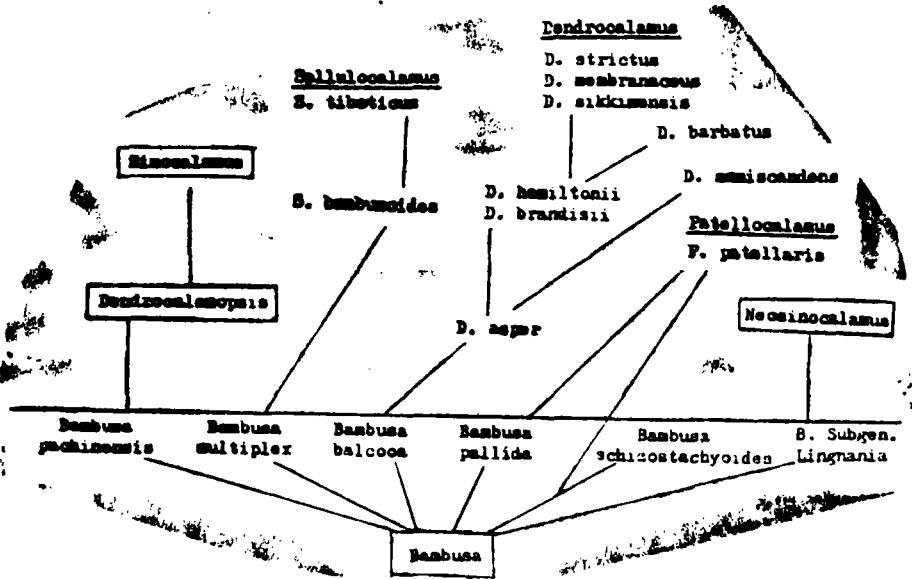 Dendrocalamus
D. strictus
D. membranaceus
D. sikkimensis
D. barbatus
D. semiscandens
D. hamiltonii
D. brandisii
D. asper
S. tibeticus
S. bambusoides
Sinocalamus
Dendrocalamopsis
Patellocalamus
P. patellaris
Neosinocalamus
Bambusa
pachinensis
Bambusa
multiplex
Bambusa
balcooa
Bambusa
pallida
Bambusa
schizostachyoides
B. Subgen.
Lingnania
Bambusa